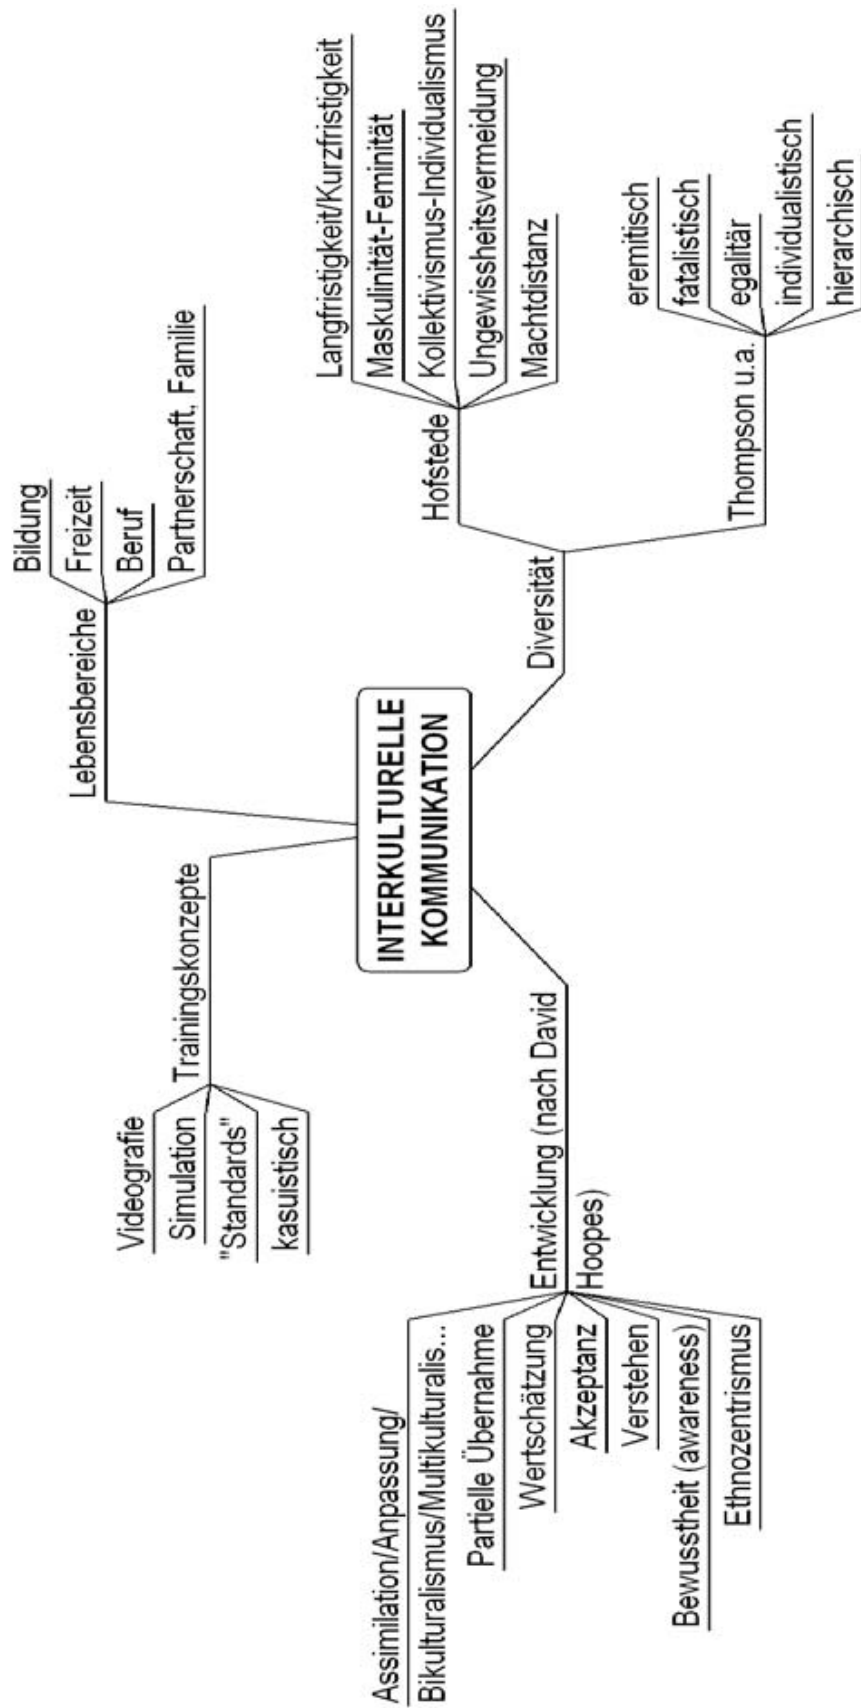 INTERKULTURELLE
KOMMUNIKATION
Lebensbereiche
Bildung
Freizeit
Beruf
Partnerschaft, Familie
Diversität
Hofstede
Langfristigkeit/Kurzfristigkeit
Maskulinität-Feminität
Kollektivismus-Individualismus
Ungewissheitsvermeidung
Machtdistanz
Thompson u.a.
eremitisch
fatalistisch
egalitär
individualistisch
hierarchisch
Trainingskonzepte
Videografie
Simulation
"Standards"
kasuistisch
Entwicklung (nach David
Hoopes)
Assimilation/Anpassung/
Bikulturalismus/Multikulturalis...
Partielle Übernahme
Wertschätzung
Akzeptanz
Verstehen
Bewusstheit (awareness)
Ethnozentrismus